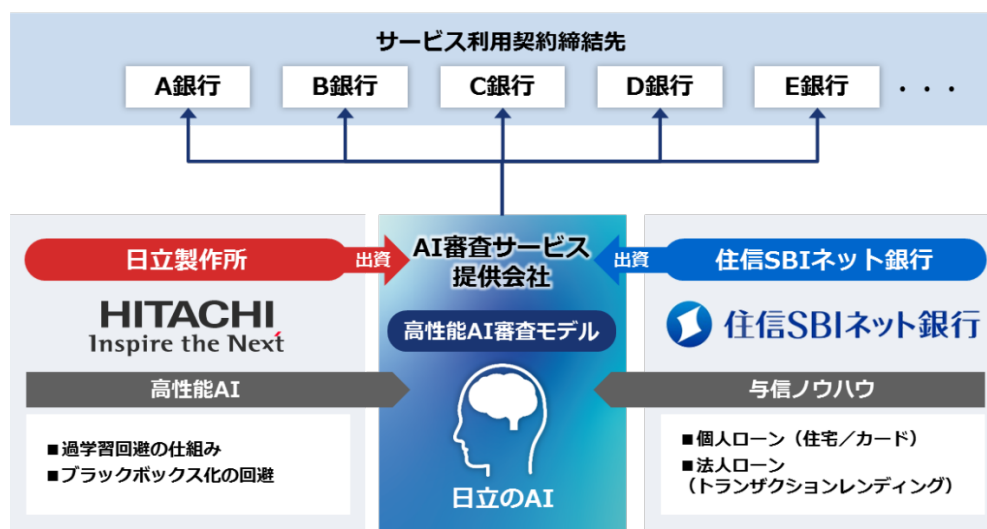 サービス利用契約締結先
A銀行
B銀行
C銀行
D銀行
E銀行
・・・
日立製作所
出資
AI審査サービス
提供会社
出資
住信SBIネット銀行
HITACHI
Inspire the Next
高性能AI審査モデル
住信SBIネット銀行
高性能AI
与信ノウハウ
■過学習回避の仕組み
■ブラックボックス化の回避
日立のAI
■個人ローン（住宅／カード）
■法人ローン
（トランザクションレンディング）